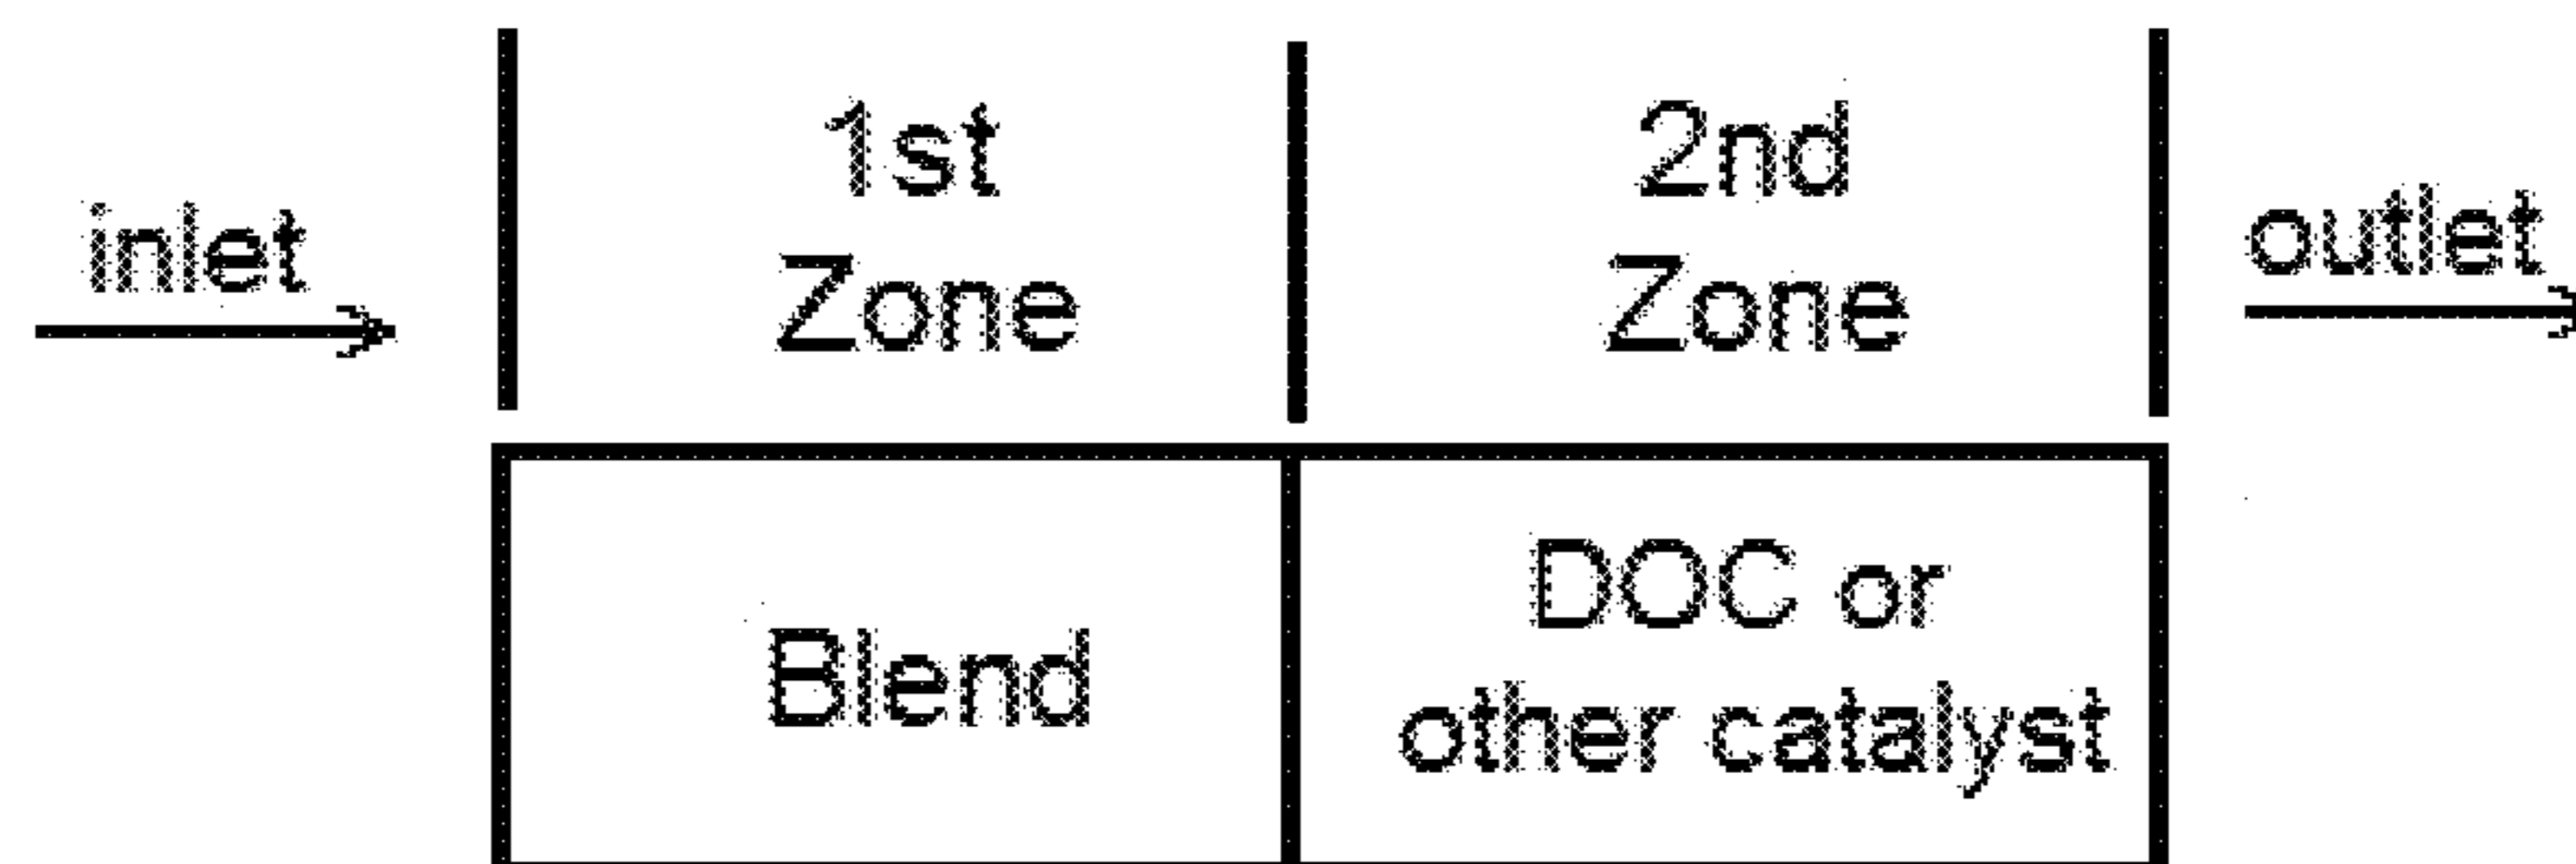 inlet
1st
Zone
2nd
Zone
outlet
Blend
DOC or
other catalyst